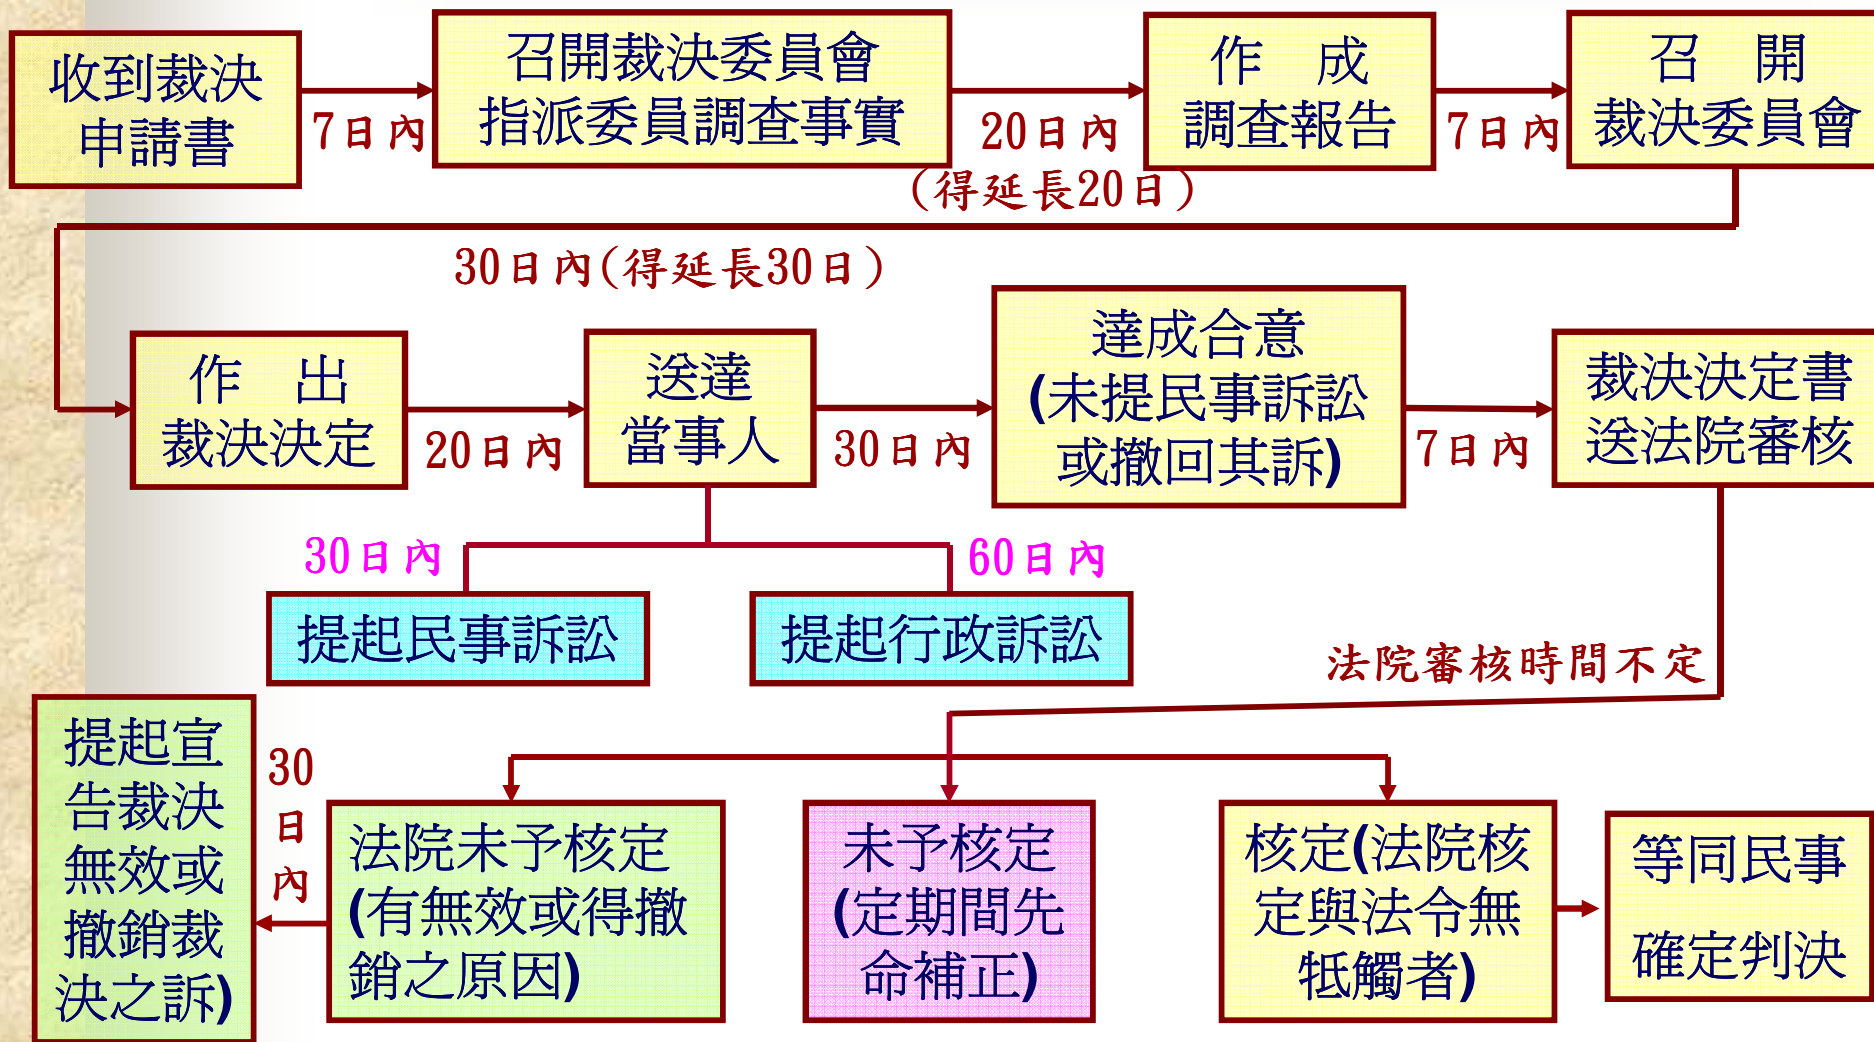 收到裁決
申請書
7日內
召開裁決委員會
指派委員調查事實
20日內
(得延長20日)
作　成
調查報告
7日內
召　開
裁決委員會
30日內(得延長30日)
作　出
裁決決定
20日內
送達
當事人
30日內
達成合意
(未提民事訴訟
或撤回其訴)
7日內
裁決決定書
送法院審核
30日內
提起民事訴訟
60日內
提起行政訴訟
法院審核時間不定
提起宣
告裁決
無效或
撤銷裁
決之訴)
30
日
內
法院未予核定
(有無效或得撤
銷之原因)
未予核定
(定期間先
命補正)
核定(法院核
定與法令無
牴觸者)
等同民事
確定判決